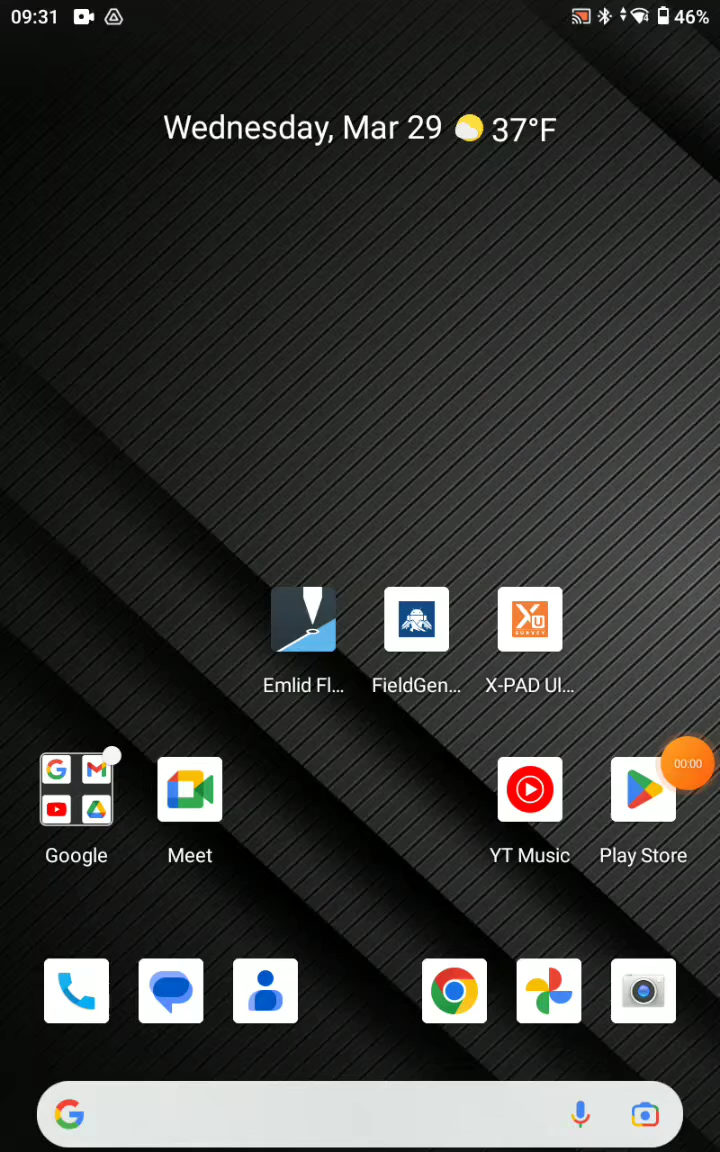 09:31
46%
Wednesday, Mar 29 37°F
Emlid Fl... FieldGen... X-PAD Ul...
00:00
Google Meet YT Music Play Store